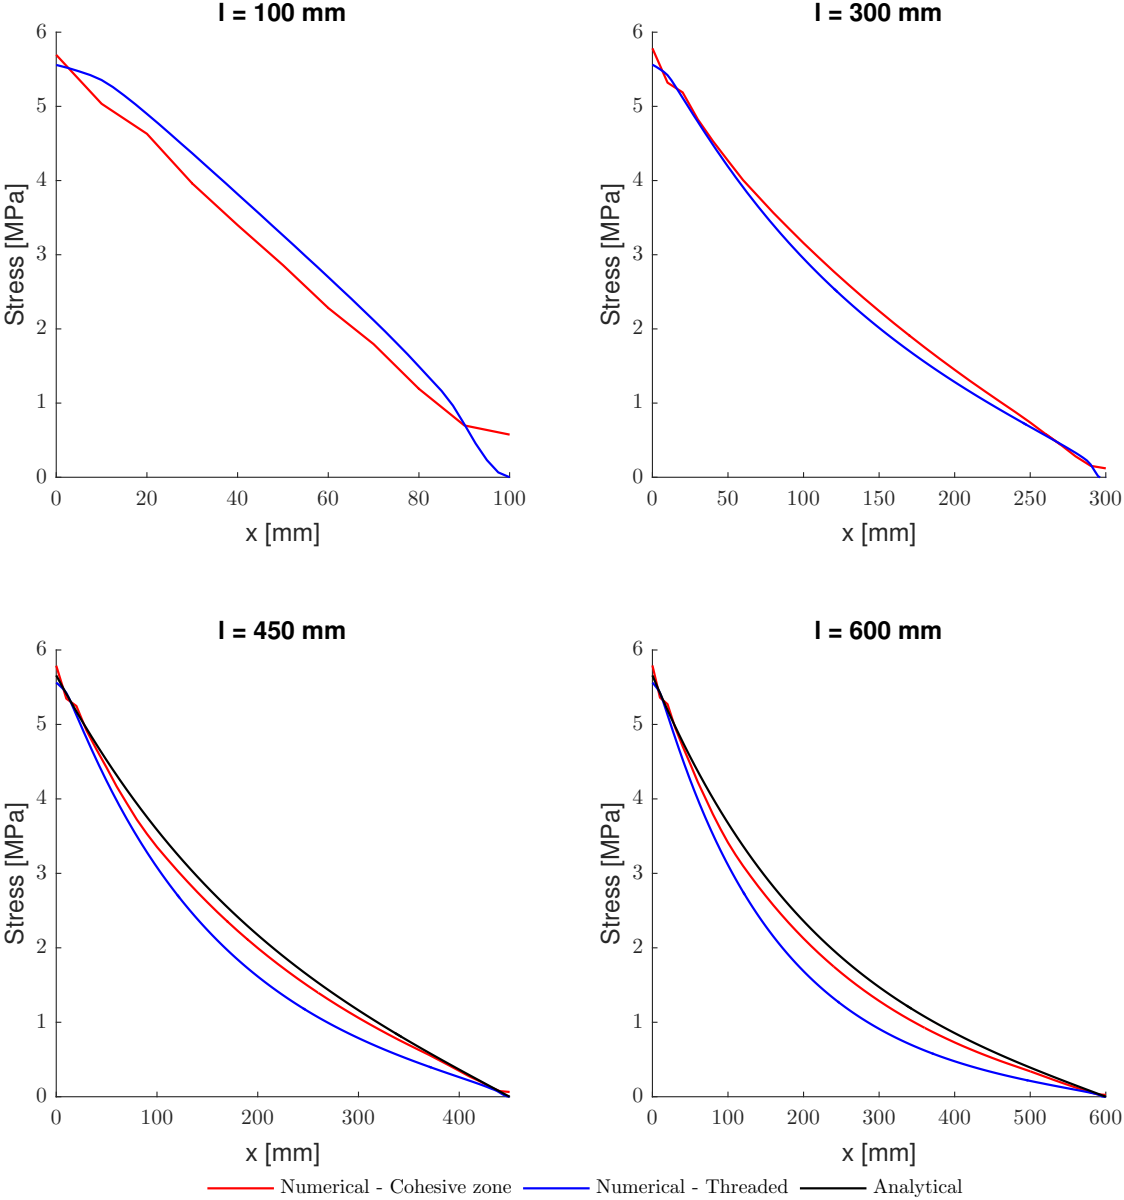 l = 100 mm
6
5
4
3
2
1
0
Stress [MPa]
0 20 40 60 80 100
x [mm]
l = 300 mm
6
5
4
3
2
1
0
Stress [MPa]
0 50 100 150 200 250 300
x [mm]
l = 450 mm
6
5
4
3
2
1
0
Stress [MPa]
0 100 200 300 400
x [mm]
l = 600 mm
6
5
4
3
2
1
0
Stress [MPa]
0 100 200 300 400 500 600
x [mm]
Numerical - Cohesive zone Numerical - Threaded Analytical